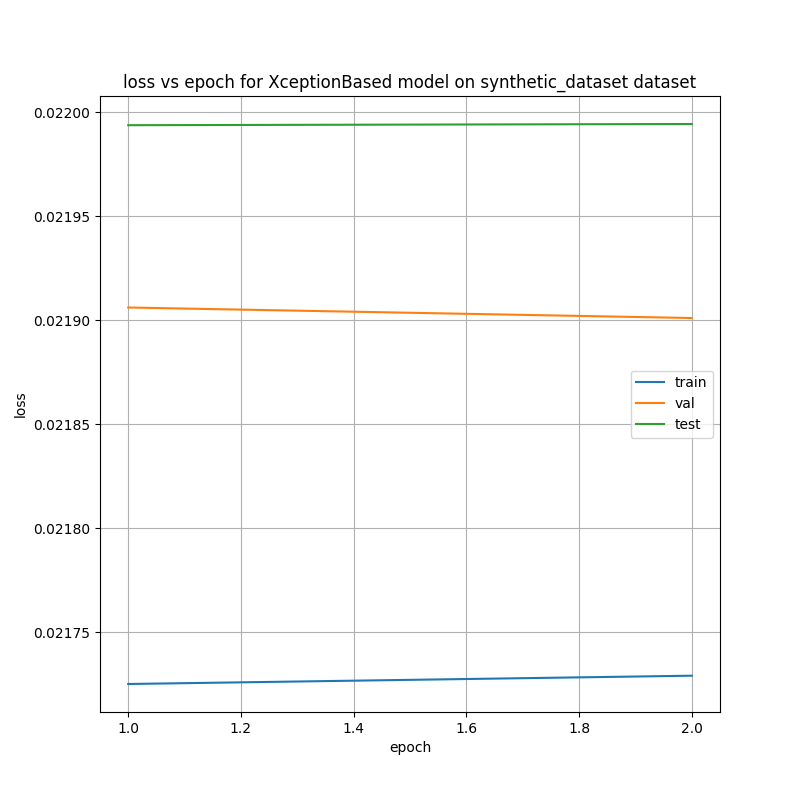 loss vs epoch for XceptionBased model on synthetic_dataset dataset
0.02200
0.02195
0.02190
0.02185
0.02180
0.02175
loss
train
val
test
1.0 1.2 1.4 1.6 1.8 2.0
epoch